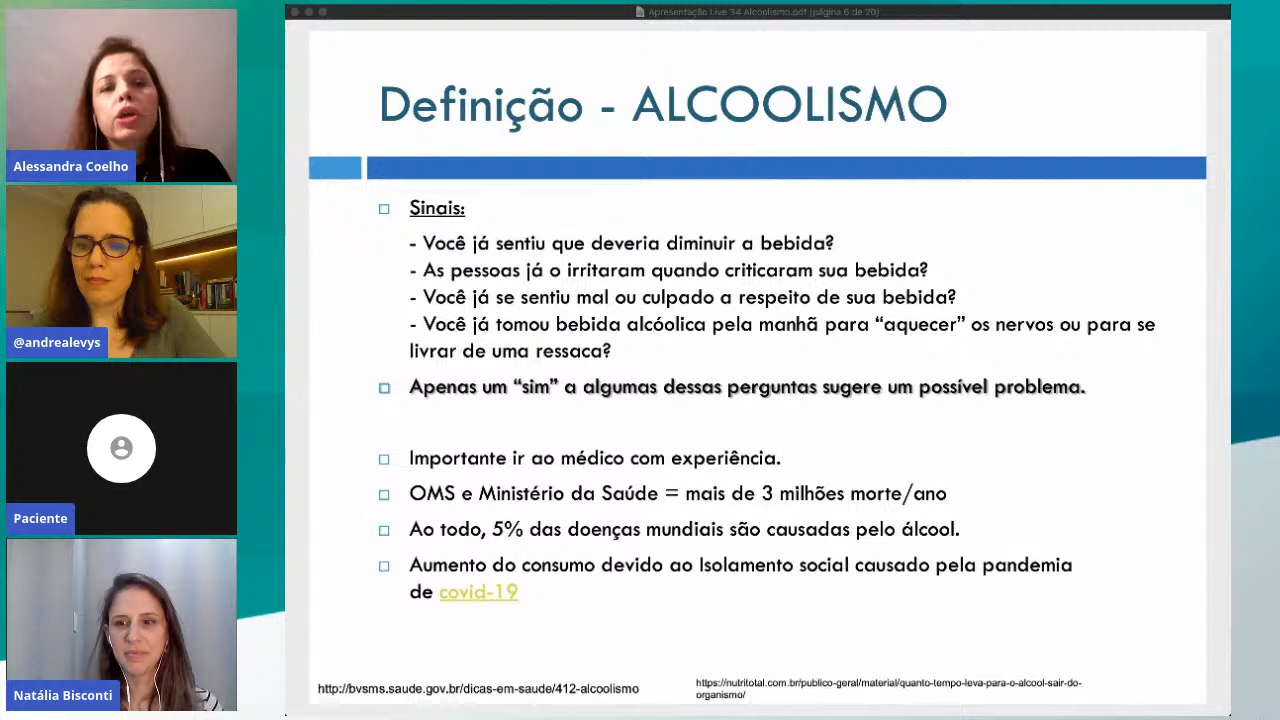 Apresentação Live 34 Alcoolismo.pdf (página 6 de 20)
Alessandra Coelho
@andrealevys
Paciente
Natália Bisconti
Definição - ALCOOLISMO
Sinais:
- Você já sentiu que deveria diminuir a bebida?
- As pessoas já o irritaram quando criticaram sua bebida?
- Você já se sentiu mal ou culpado a respeito de sua bebida?
- Você já tomou bebida alcóolica pela manhã para “aquecer” os nervos ou para se
livrar de uma ressaca?
Apenas um “sim” a algumas dessas perguntas sugere um possível problema.
Importante ir ao médico com experiência.
OMS e Ministério da Saúde = mais de 3 milhões morte/ano
Ao todo, 5% das doenças mundiais são causadas pelo álcool.
Aumento do consumo devido ao Isolamento social causado pela pandemia
de covid-19
http://bvsms.saude.gov.br/dicas-em-saude/412-alcoolismo
https://nutritotal.com.br/publico-geral/material/quanto-tempo-leva-para-o-alcool-sair-do-
organismo/